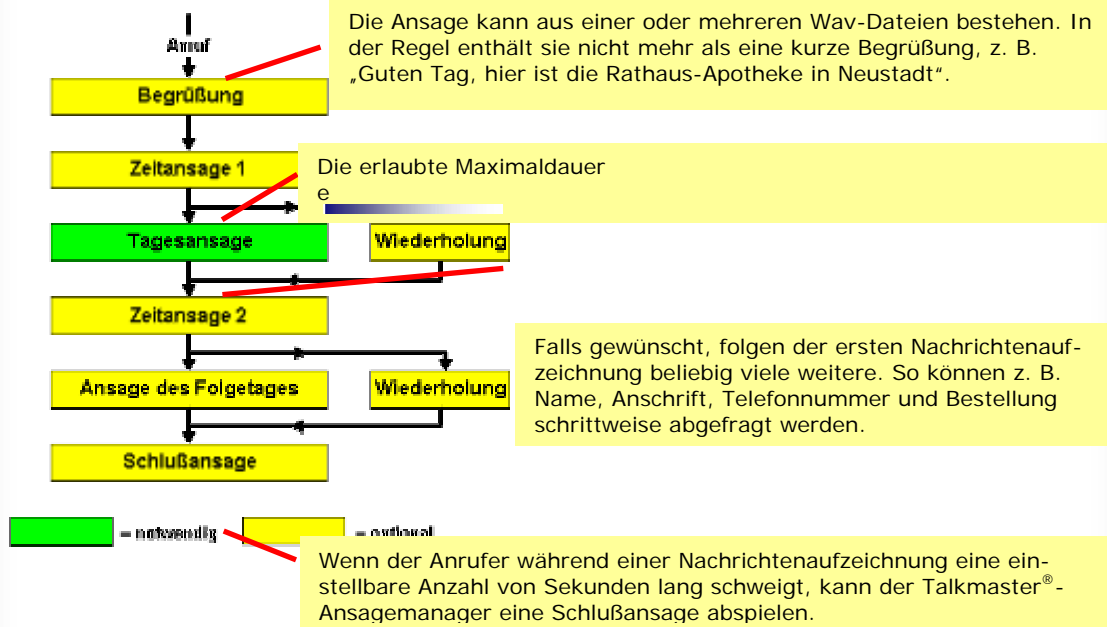 Die Ansage kann aus einer oder mehreren Wav-Dateien bestehen. In
der Regel enthält sie nicht mehr als eine kurze Begrüßung, z. B.
„Guten Tag, hier ist die Rathaus-Apotheke in Neustadt“.
Anruf
Begrüßung
Zeitansage 1
Die erlaubte Maximaldauer
e
Tagesansage
Wiederholung
Zeitansage 2
Falls gewünscht, folgen der ersten Nachrichtenauf-
zeichnung beliebig viele weitere. So können z. B.
Name, Anschrift, Telefonnummer und Bestellung
schrittweise abgefragt werden.
Ansage des Folgetages
Wiederholung
Schlußansage
= notwendig
= optional
Wenn der Anrufer während einer Nachrichtenaufzeichnung eine ein-
stellbare Anzahl von Sekunden lang schweigt, kann der Talkmaster®-
Ansagemanager eine Schlußansage abspielen.